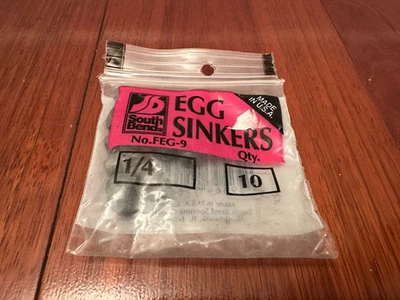 EGG
SINKERS
MADE
IN U.S.A
South
Bend
No.FEG-9
Qty.
1/4
10